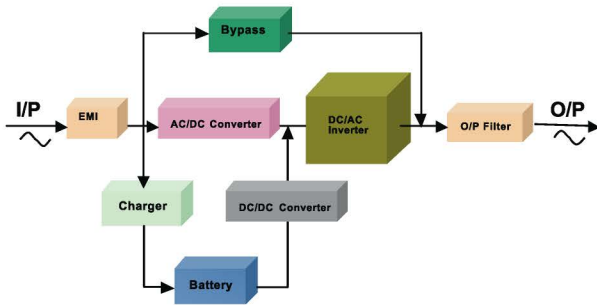 Bypass
I/P
EMI
AC/DC Converter
DC/AC
Inverter
O/P Filter
O/P
Charger
DC/DC Converter
Battery